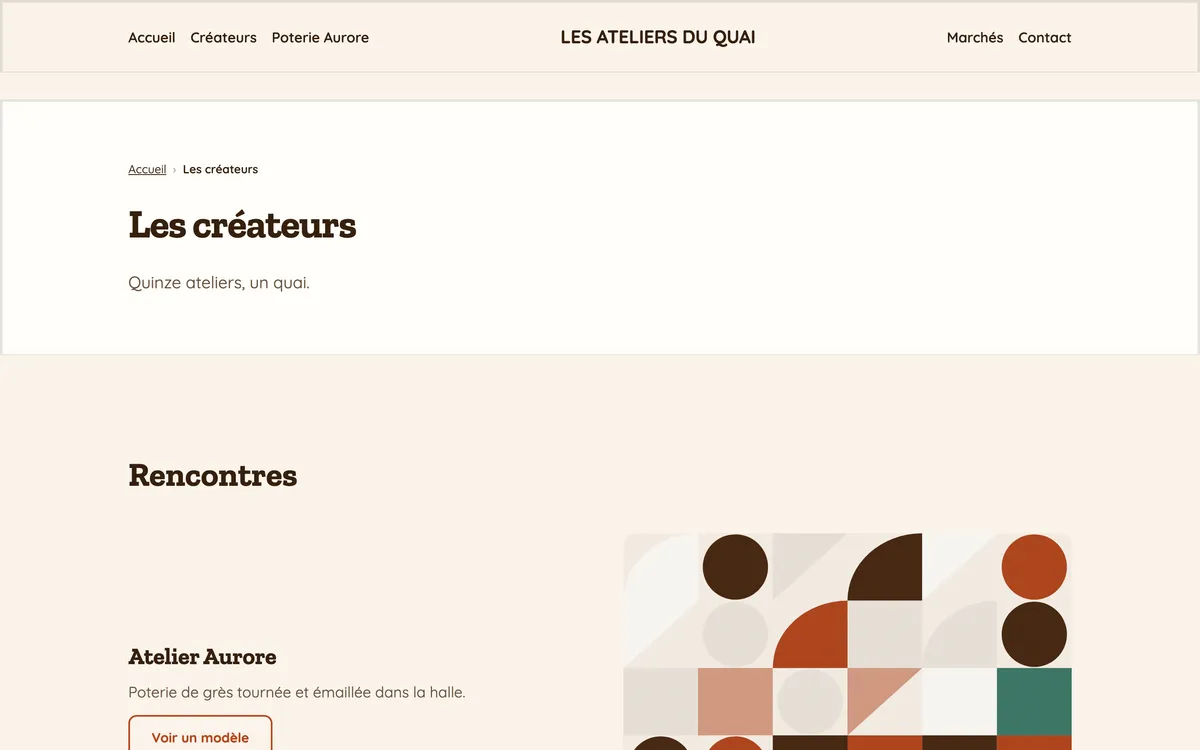 Accueil Créateurs Poterie Aurore LES ATELIERS DU QUAI Marchés Contact
Accueil › Les créateurs
Les créateurs
Quinze ateliers, un quai.
Rencontres
Atelier Aurore
Poterie de grès tournée et émaillée dans la halle.
Voir un modèle